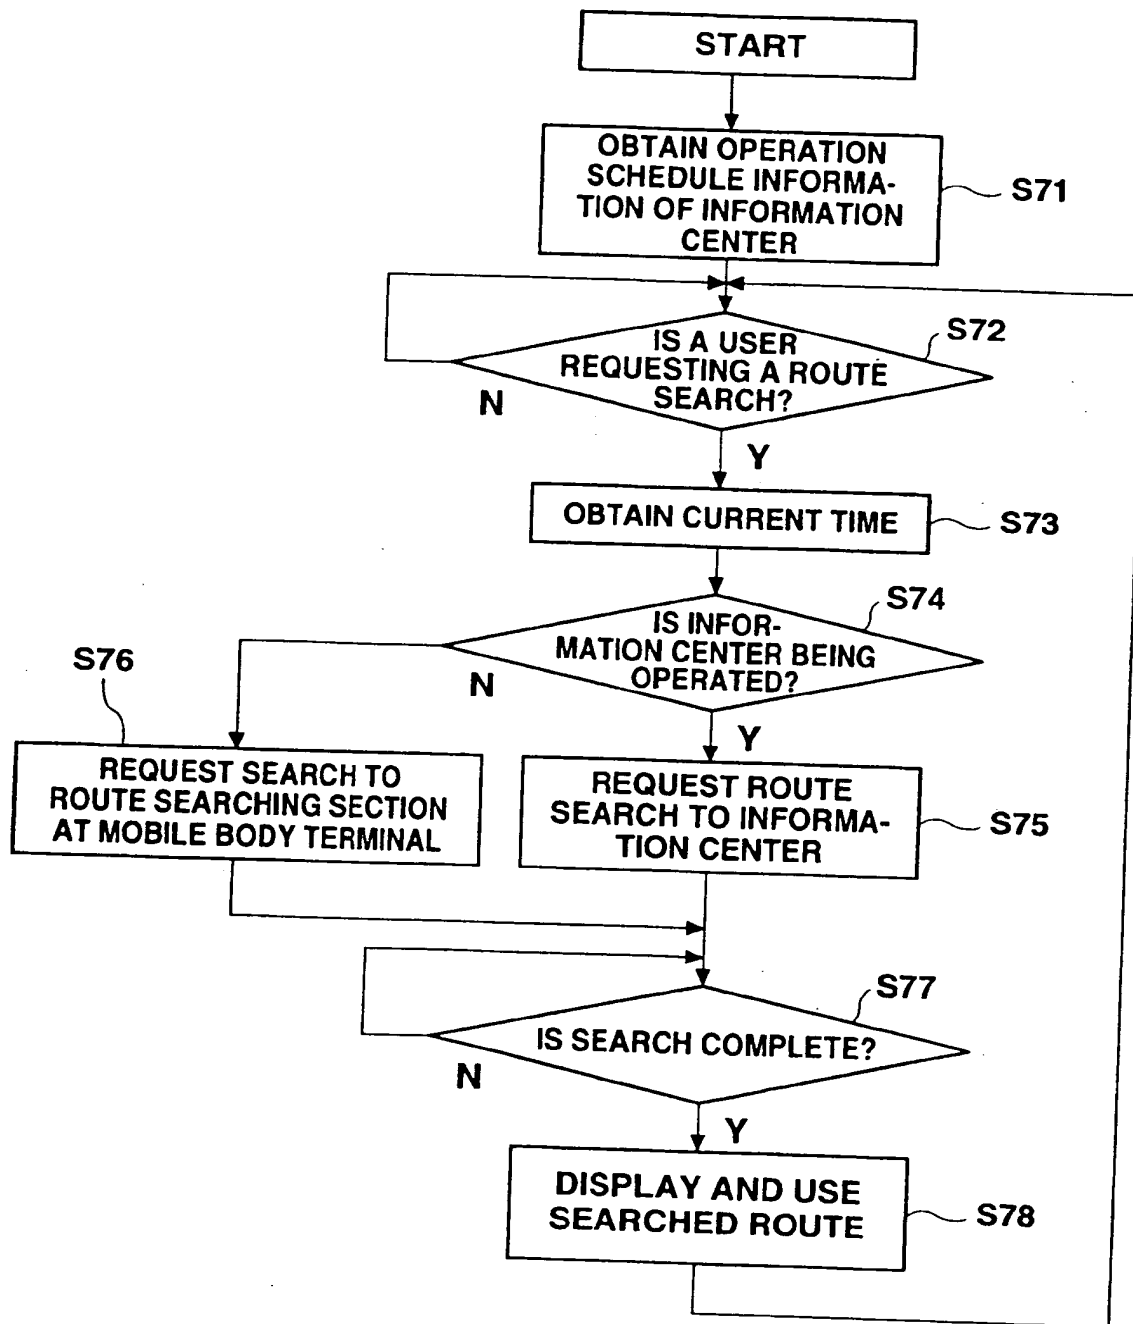 START
OBTAIN OPERATION
SCHEDULE INFORMA-
TION OF INFORMATION
CENTER
S71
IS A USER
REQUESTING A ROUTE
SEARCH?
S72
N
Y
OBTAIN CURRENT TIME
S73
IS INFOR-
MATION CENTER BEING
OPERATED?
S74
N
Y
S76
REQUEST SEARCH TO
ROUTE SEARCHING SECTION
AT MOBILE BODY TERMINAL
REQUEST ROUTE
SEARCH TO INFORMA-
TION CENTER
S75
IS SEARCH COMPLETE?
S77
N
Y
DISPLAY AND USE
SEARCHED ROUTE
S78